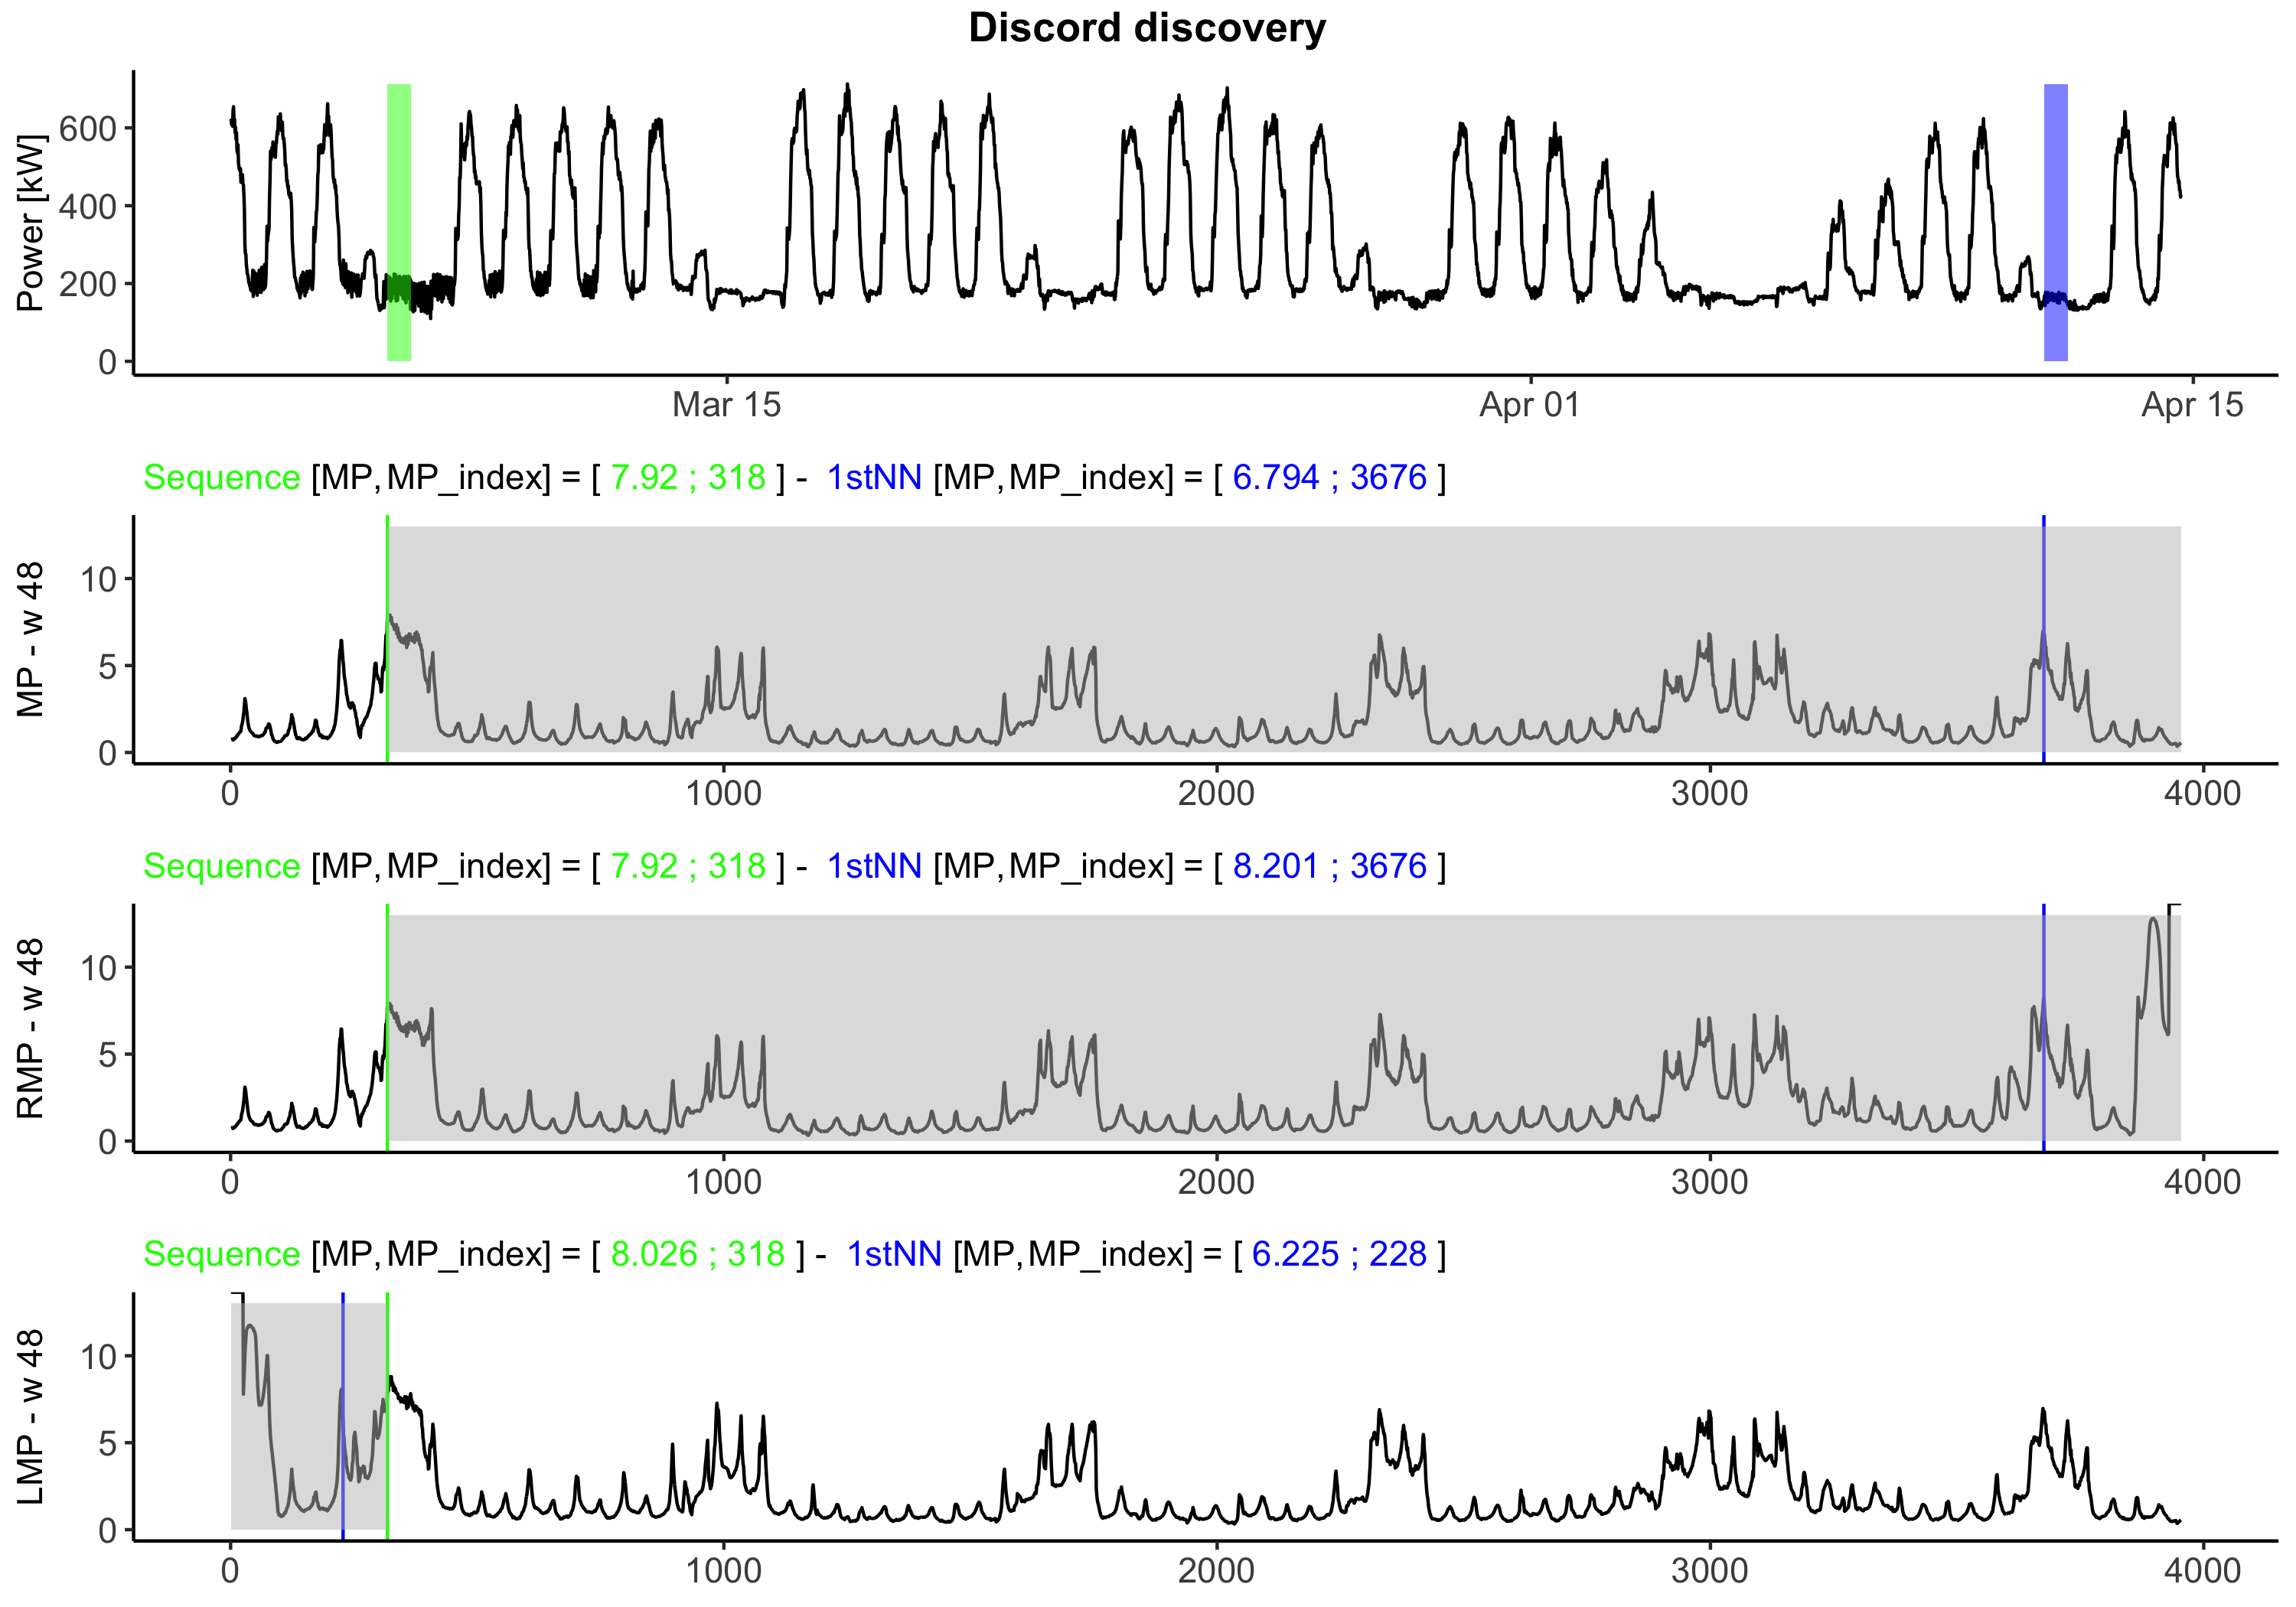 Discord discovery
Power [kW]
600
400
200
0
Mar 15 Apr 01 Apr 15
Sequence [MP, MP_index] = [ 7.92 ; 318 ] - 1stNN [MP, MP_index] = [ 6.794 ; 3676 ]
MP - w 48
10
5
0
0 1000 2000 3000 4000
Sequence [MP, MP_index] = [ 7.92 ; 318 ] - 1stNN [MP, MP_index] = [ 8.201 ; 3676 ]
RMP - w 48
10
5
0
0 1000 2000 3000 4000
Sequence [MP, MP_index] = [ 8.026 ; 318 ] - 1stNN [MP, MP_index] = [ 6.225 ; 228 ]
LMP - w 48
10
5
0
0 1000 2000 3000 4000